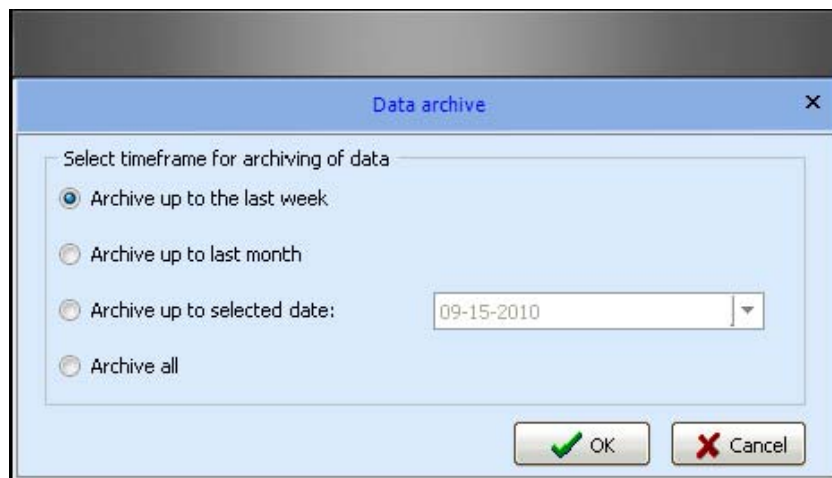 Data archive
Select timeframe for archiving of data
Archive up to the last week
Archive up to last month
Archive up to selected date: 09-15-2010
Archive all
OK Cancel